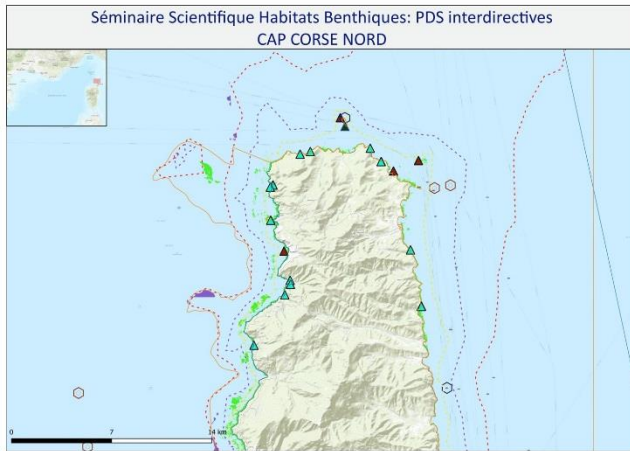 Séminaire Scientifique Habitats Benthiques: PDS interdirectives
CAP CORSE NORD
0 7 14 km